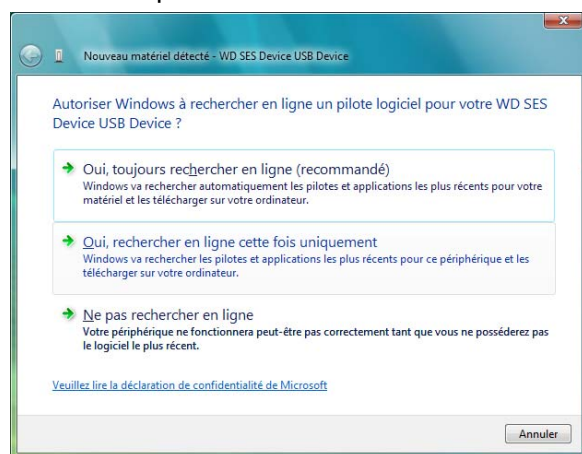 Nouveau matériel détecté - WD SES Device USB Device
Autoriser Windows à rechercher en ligne un pilote logiciel pour votre WD SES
Device USB Device ?
Oui, toujours rechercher en ligne (recommandé)
Windows va rechercher automatiquement les pilotes et applications les plus récents pour votre
matériel et les télécharger sur votre ordinateur.
Oui, rechercher en ligne cette fois uniquement
Windows va rechercher les pilotes et applications les plus récents pour ce périphérique et les
télécharger sur votre ordinateur.
Ne pas rechercher en ligne
Votre périphérique ne fonctionnera peut-être pas correctement tant que vous ne posséderez pas
le logiciel le plus récent.
Veuillez lire la déclaration de confidentialité de Microsoft
Annuler